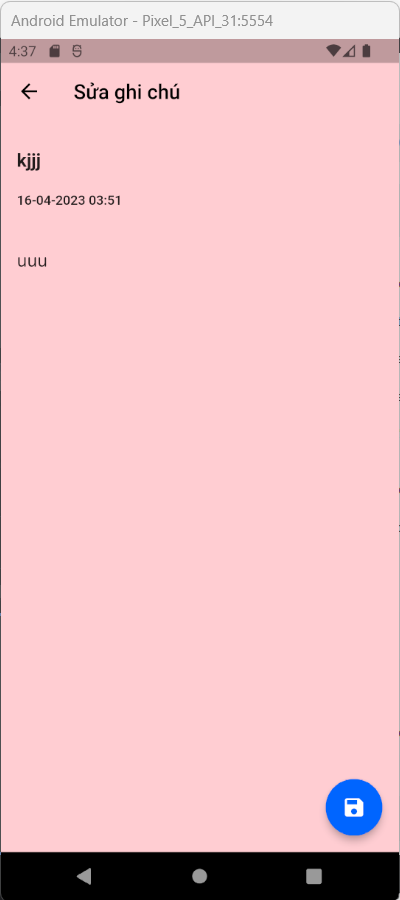 Android Emulator - Pixel_5_API_31:5554
4:37
Sửa ghi chú
kjjj
16-04-2023 03:51
uuu